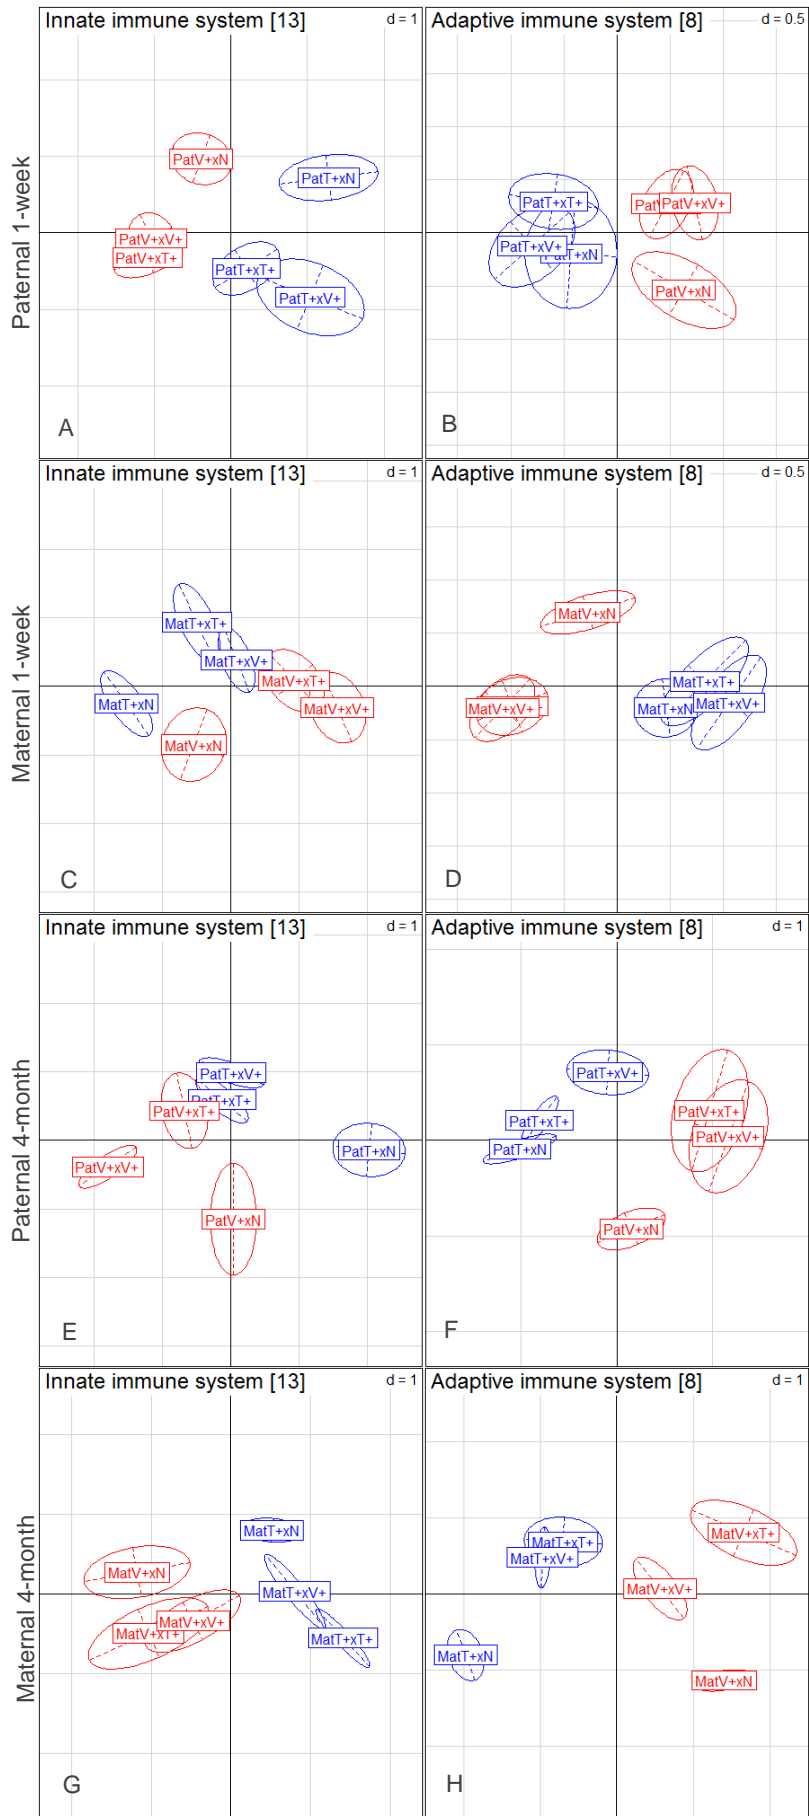 Innate immune system [13] d = 1
Adaptive immune system [8] d = 0.5
Paternal 1-week
PatV+xN
PatT+xN
PatV+xV+
PatV+xT+
PatT+xT+
PatT+xV+
A
PatT+xT+
PatV+xV+
PatT+xV+
PatT+xN
PatV+xN
B
Innate immune system [13] d = 1
Adaptive immune system [8] d = 0.5
Maternal 1-week
MatT+xT+
MatT+xV+
MatV+xT+
MatT+xN
MatV+xV+
MatV+xN
C
MatV+xN
MatT+xT+
MatT+xV+
MatT+xN
MatV+xV+
D
Innate immune system [13] d = 1
Adaptive immune system [8] d = 1
Paternal 4-month
PatT+xV+
PatT+xT+
PatV+xT+
PatT+xN
PatV+xV+
PatV+xN
E
PatT+xV+
PatT+xT+
PatV+xT+
PatV+xV+
PatT+xN
PatV+xN
F
Innate immune system [13] d = 1
Adaptive immune system [8] d = 1
Maternal 4-month
MatT+xN
MatV+xN
MatT+xV+
MatV+xV+
MatV+xT+
MatT+xT+
G
MatV+xT+
MatT+xT+
MatT+xV+
MatV+xV+
MatT+xN
MatV+xN
H